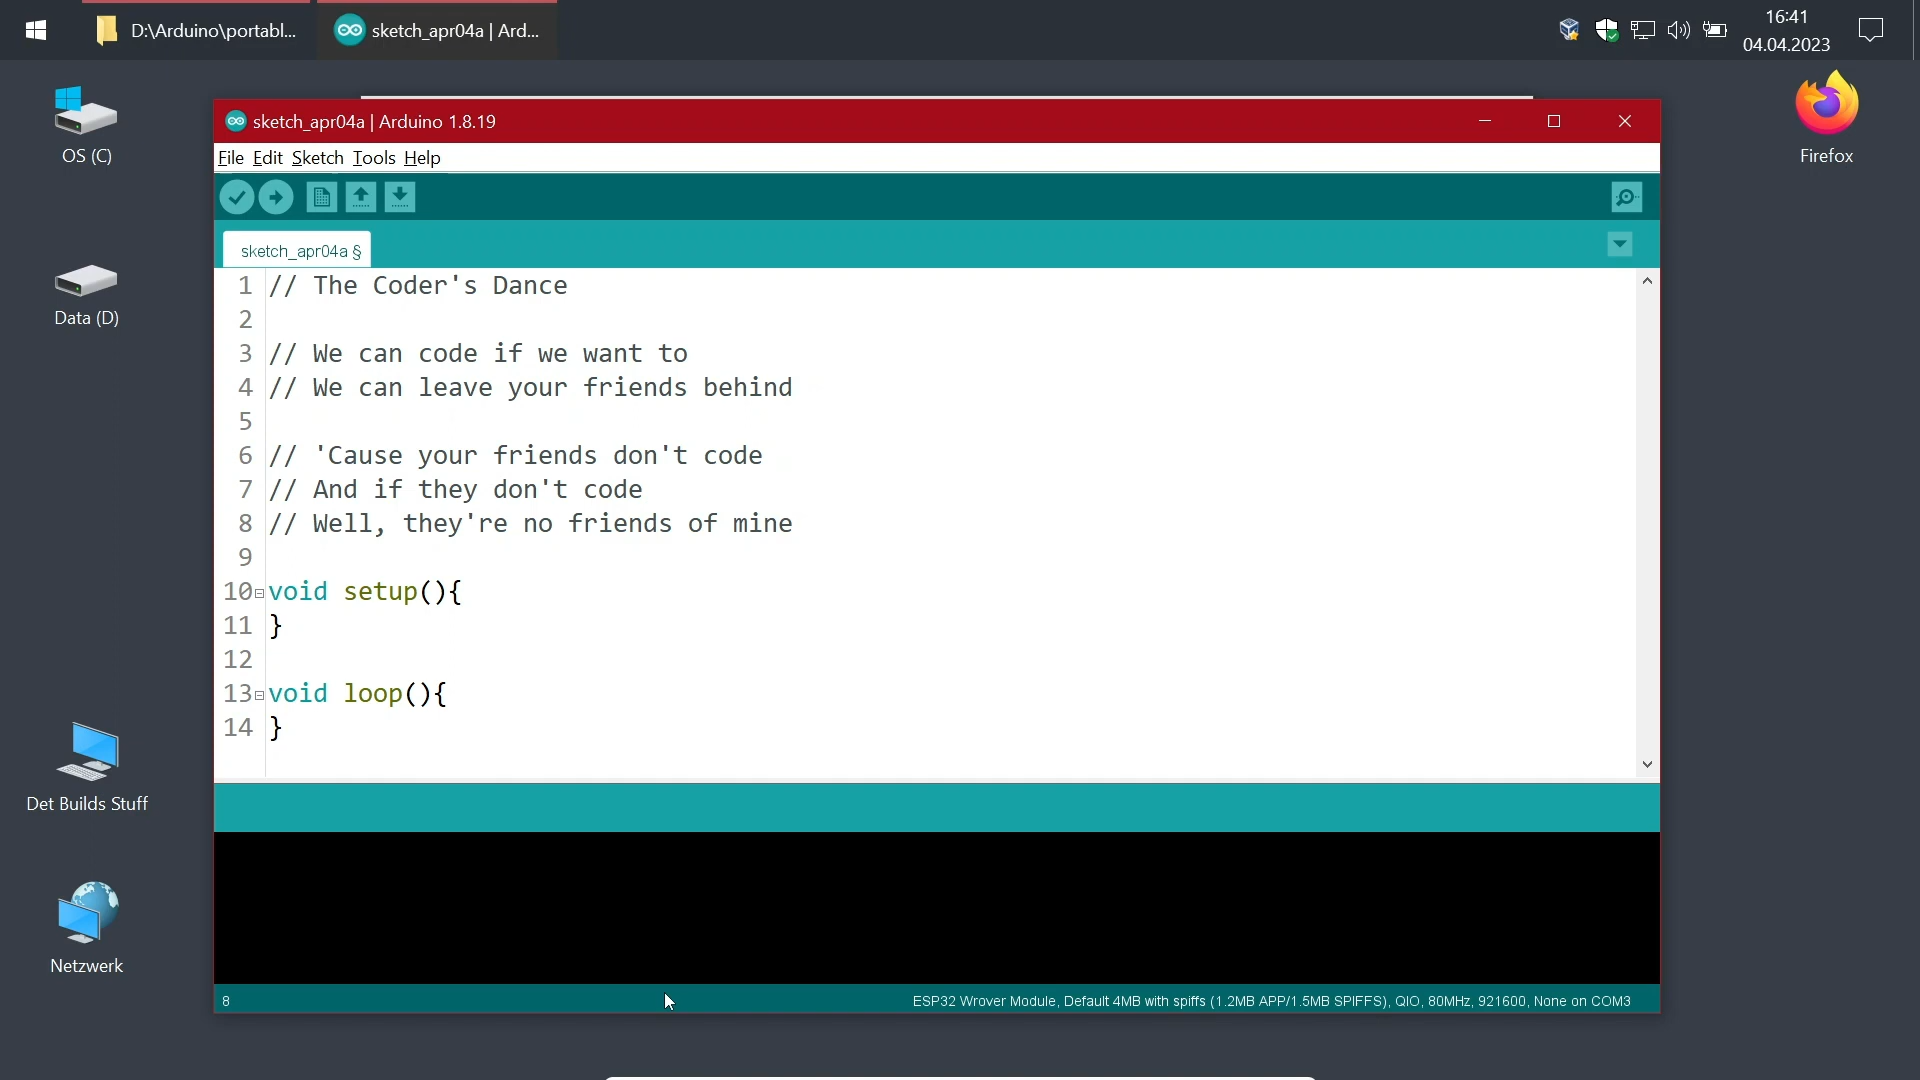 D:\Arduino\portabl...
sketch_apr04a | Ard...
16:41
04.04.2023
OS (C)
Data (D)
Det Builds Stuff
Netzwerk
Firefox
sketch_apr04a | Arduino 1.8.19
File Edit Sketch Tools Help
sketch_apr04a §
1 // The Coder's Dance
2
3 // We can code if we want to
4 // We can leave your friends behind
5
6 // 'Cause your friends don't code
7 // And if they don't code
8 // Well, they're no friends of mine
9
10 void setup(){
11 }
12
13 void loop(){
14 }
8
ESP32 Wrover Module, Default 4MB with spiffs (1.2MB APP/1.5MB SPIFFS), QIO, 80MHz, 921600, None on COM3